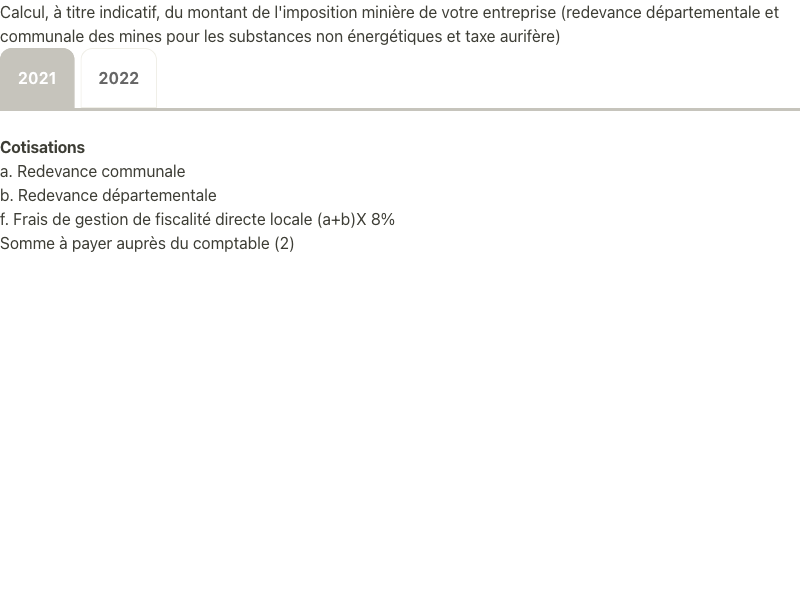 Calcul, à titre indicatif, du montant de l'imposition minière de votre entreprise (redevance départementale et
communale des mines pour les substances non énergétiques et taxe aurifère)
2021 2022
Cotisations
a. Redevance communale
b. Redevance départementale
f. Frais de gestion de fiscalité directe locale (a+b)X 8%
Somme à payer auprès du comptable (2)